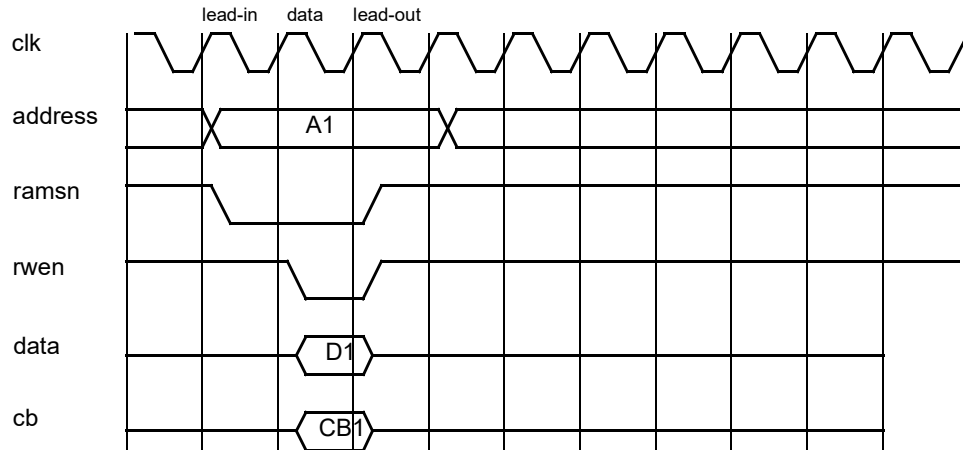 lead-in data lead-out
clk
address A1
ramsn
rwen
data D1
cb CB1